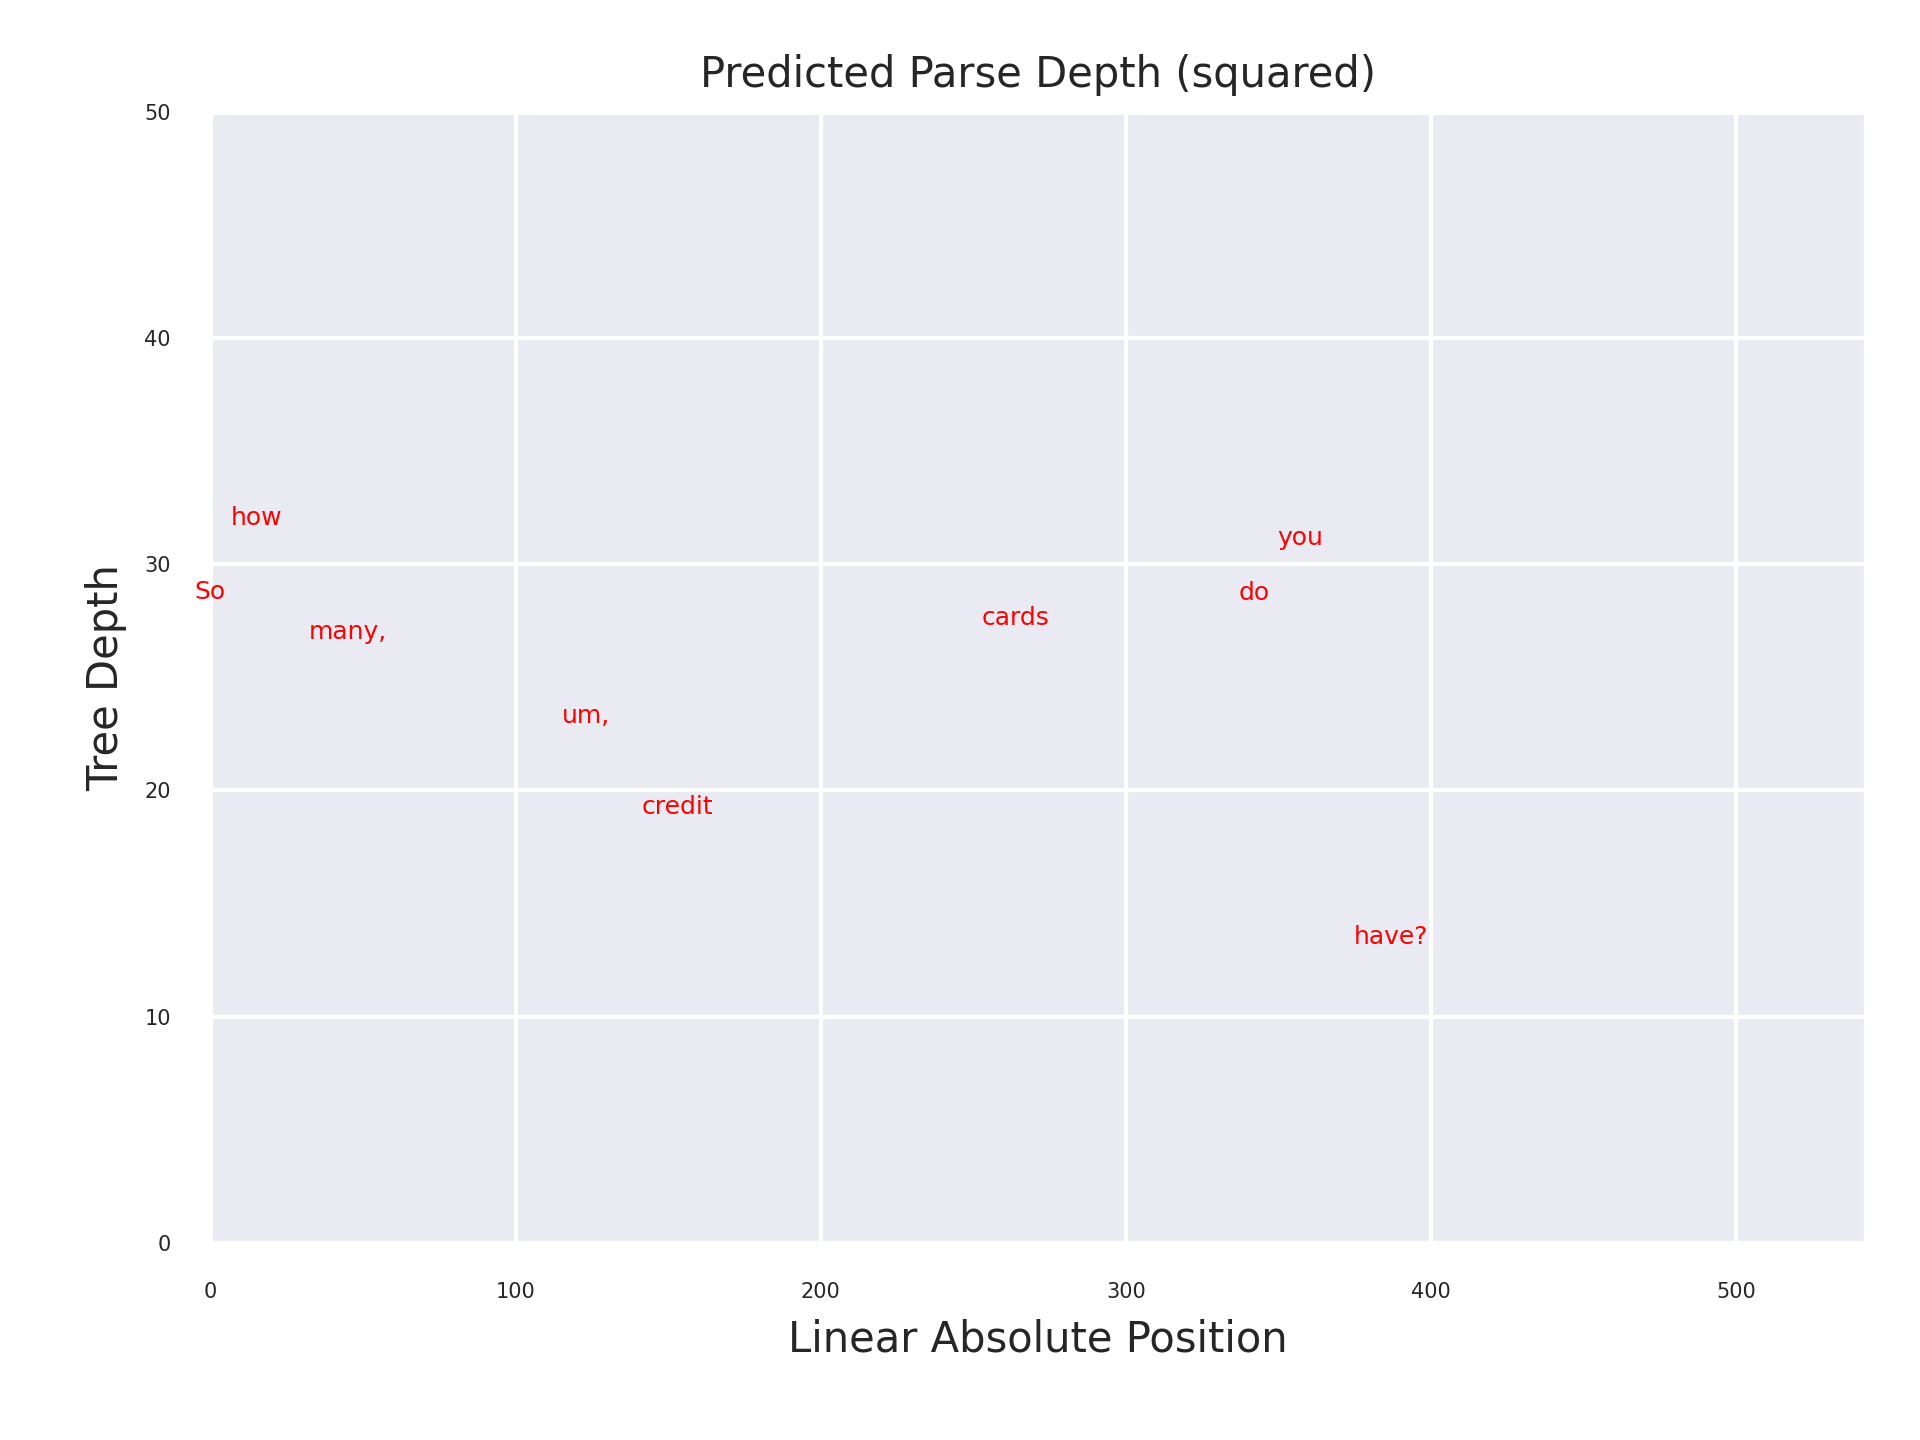 Predicted Parse Depth (squared)
50
40
30
20
10
0
Tree Depth
So
how
many,
um,
credit
cards
do
you
have?
0 100 200 300 400 500
Linear Absolute Position